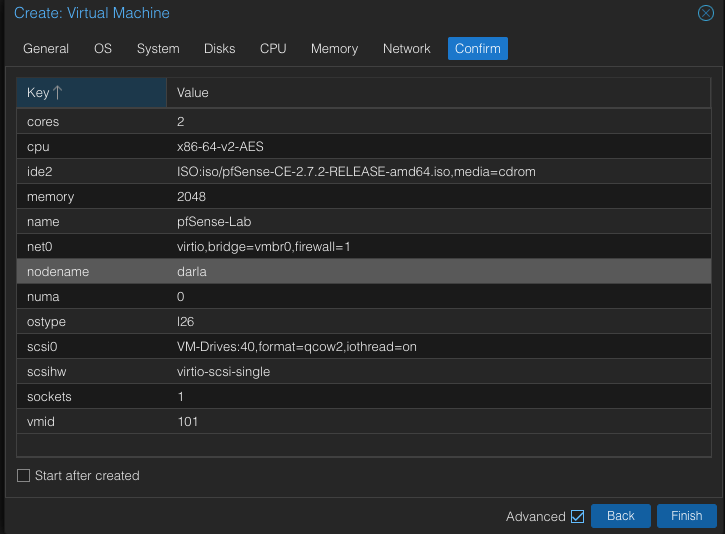 Create: Virtual Machine
General OS System Disks CPU Memory Network Confirm
Key ↑ Value
cores 2
cpu x86-64-v2-AES
ide2 ISO:iso/pfSense-CE-2.7.2-RELEASE-amd64.iso,media=cdrom
memory 2048
name pfSense-Lab
net0 virtio,bridge=vmbr0,firewall=1
nodename darla
numa 0
ostype l26
scsi0 VM-Drives:40,format=qcow2,iothread=on
scsihw virtio-scsi-single
sockets 1
vmid 101
Start after created
Advanced Back Finish